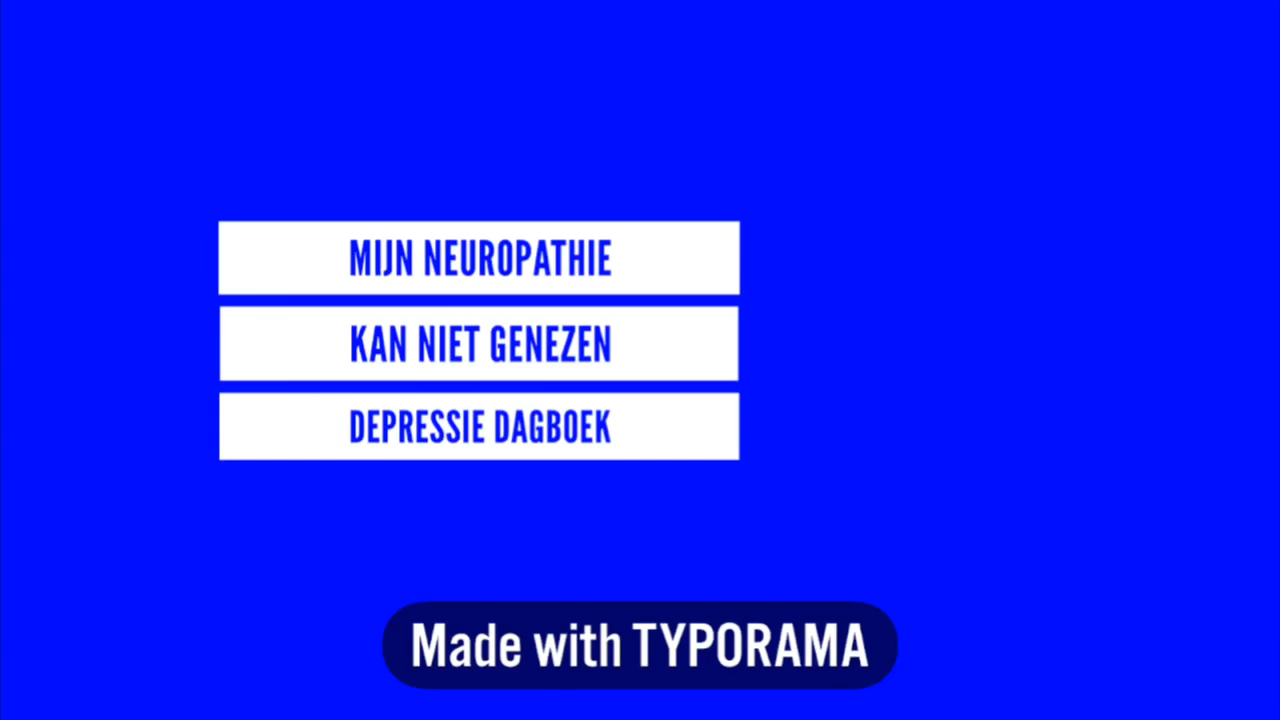 MIJN NEUROPATHIE
KAN NIET GENEZEN
DEPRESSIE DAGBOEK
Made with TYPORAMA